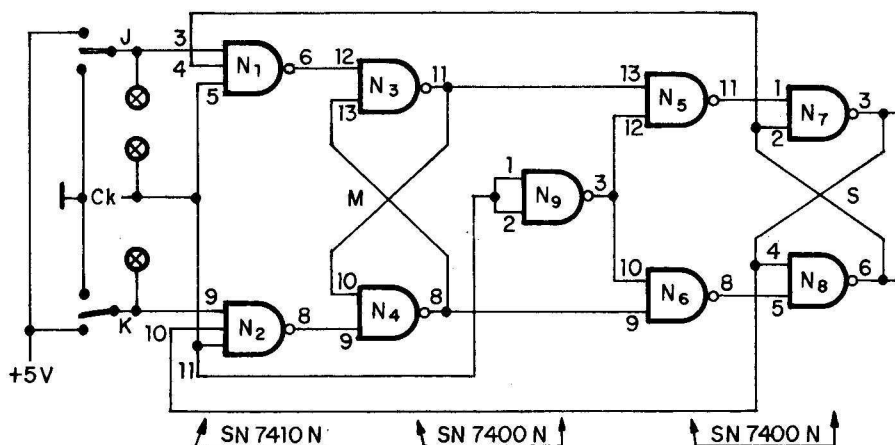 J 3 N1 6 12 N3 11 13 N5 11 1 N7 3
4 5 13 12 2
Ck M 1 N9 3 S
2
10 N4 8 10 N6 8 4 N8 6
K 9 N2 8 9 9 5
10 11
+5V
SN 7410 N SN 7400 N SN 7400 N